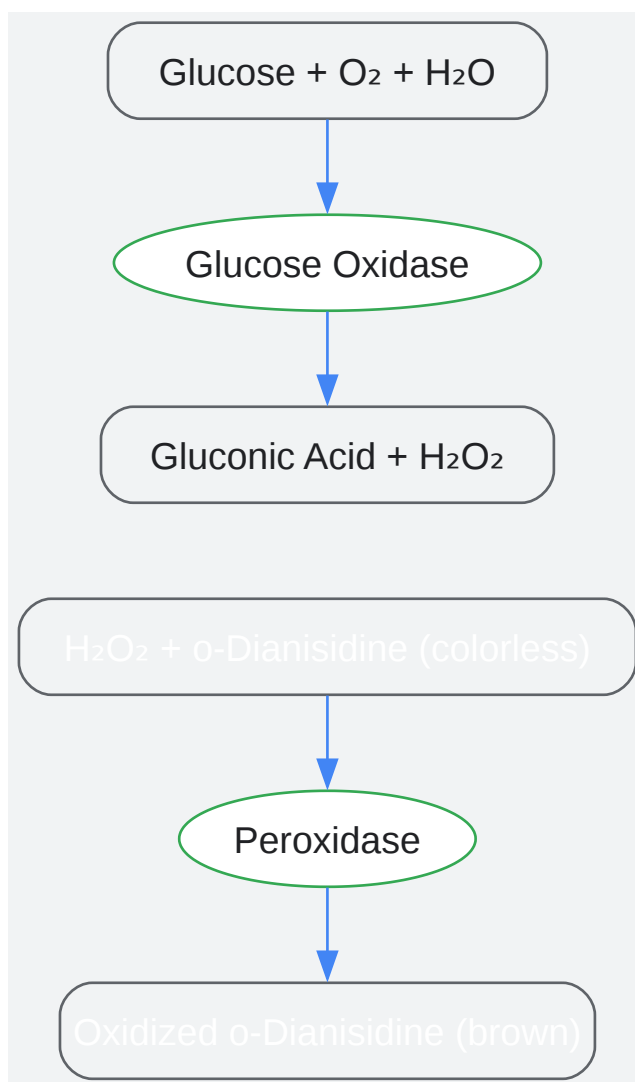 Glucose + O₂ + H₂O
Glucose Oxidase
Gluconic Acid + H₂O₂
H₂O₂ + o-Dianisidine (colorless)
Peroxidase
Oxidized o-Dianisidine (brown)